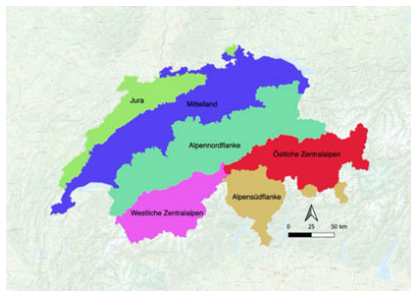 Jura
Mittelland
Alpennordflanke
Östliche Zentralalpen
Westliche Zentralalpen
Alpensüdflanke
0 25 50 km